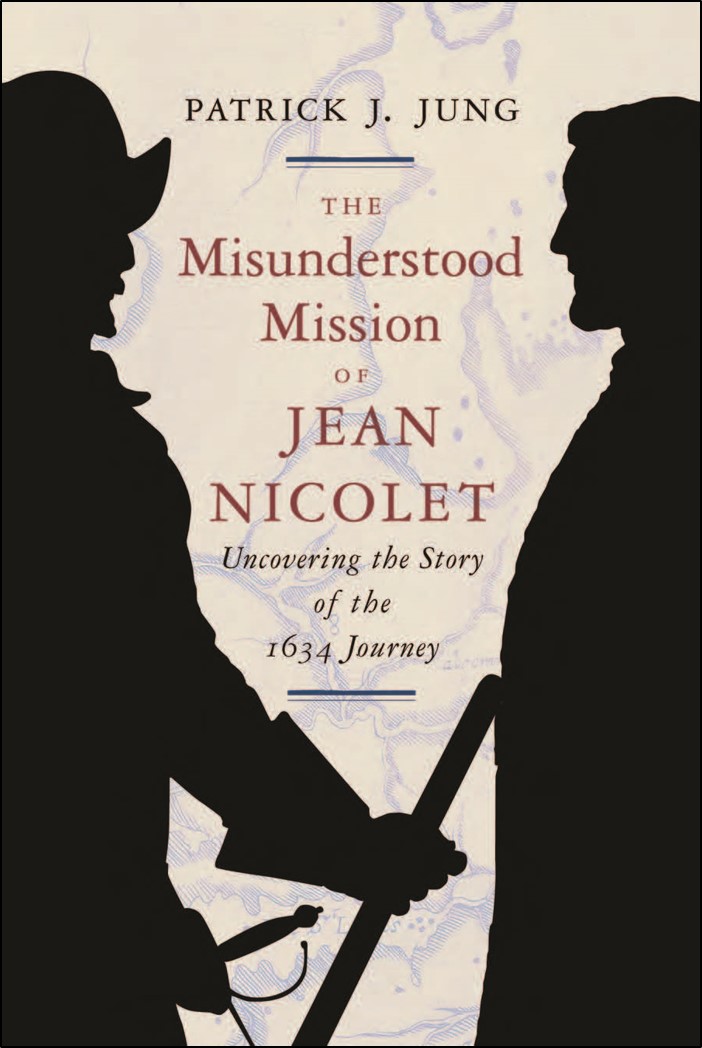 PATRICK J. JUNG
THE
Misunderstood
Mission
OF
JEAN
NICOLET
Uncovering the Story
of the
1634 Journey